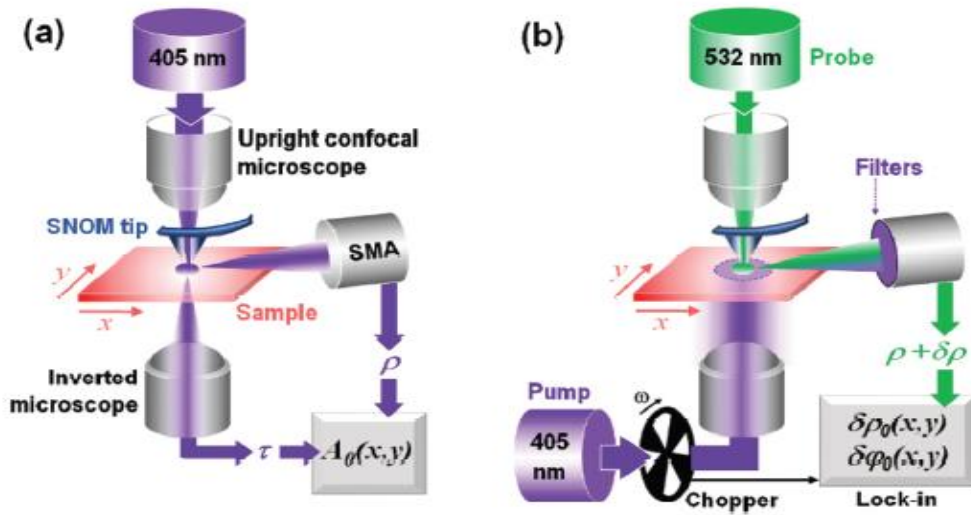 (a)
405 nm
Upright confocal
microscope
SNOM tip
SMA
y
x
Sample
ρ
Inverted
microscope
τ
A₀(x,y)
(b)
532 nm
Probe
Filters
y
x
ρ+δρ
Pump
ω
405
nm
Chopper
δρ₀(x,y)
δφ₀(x,y)
Lock-in